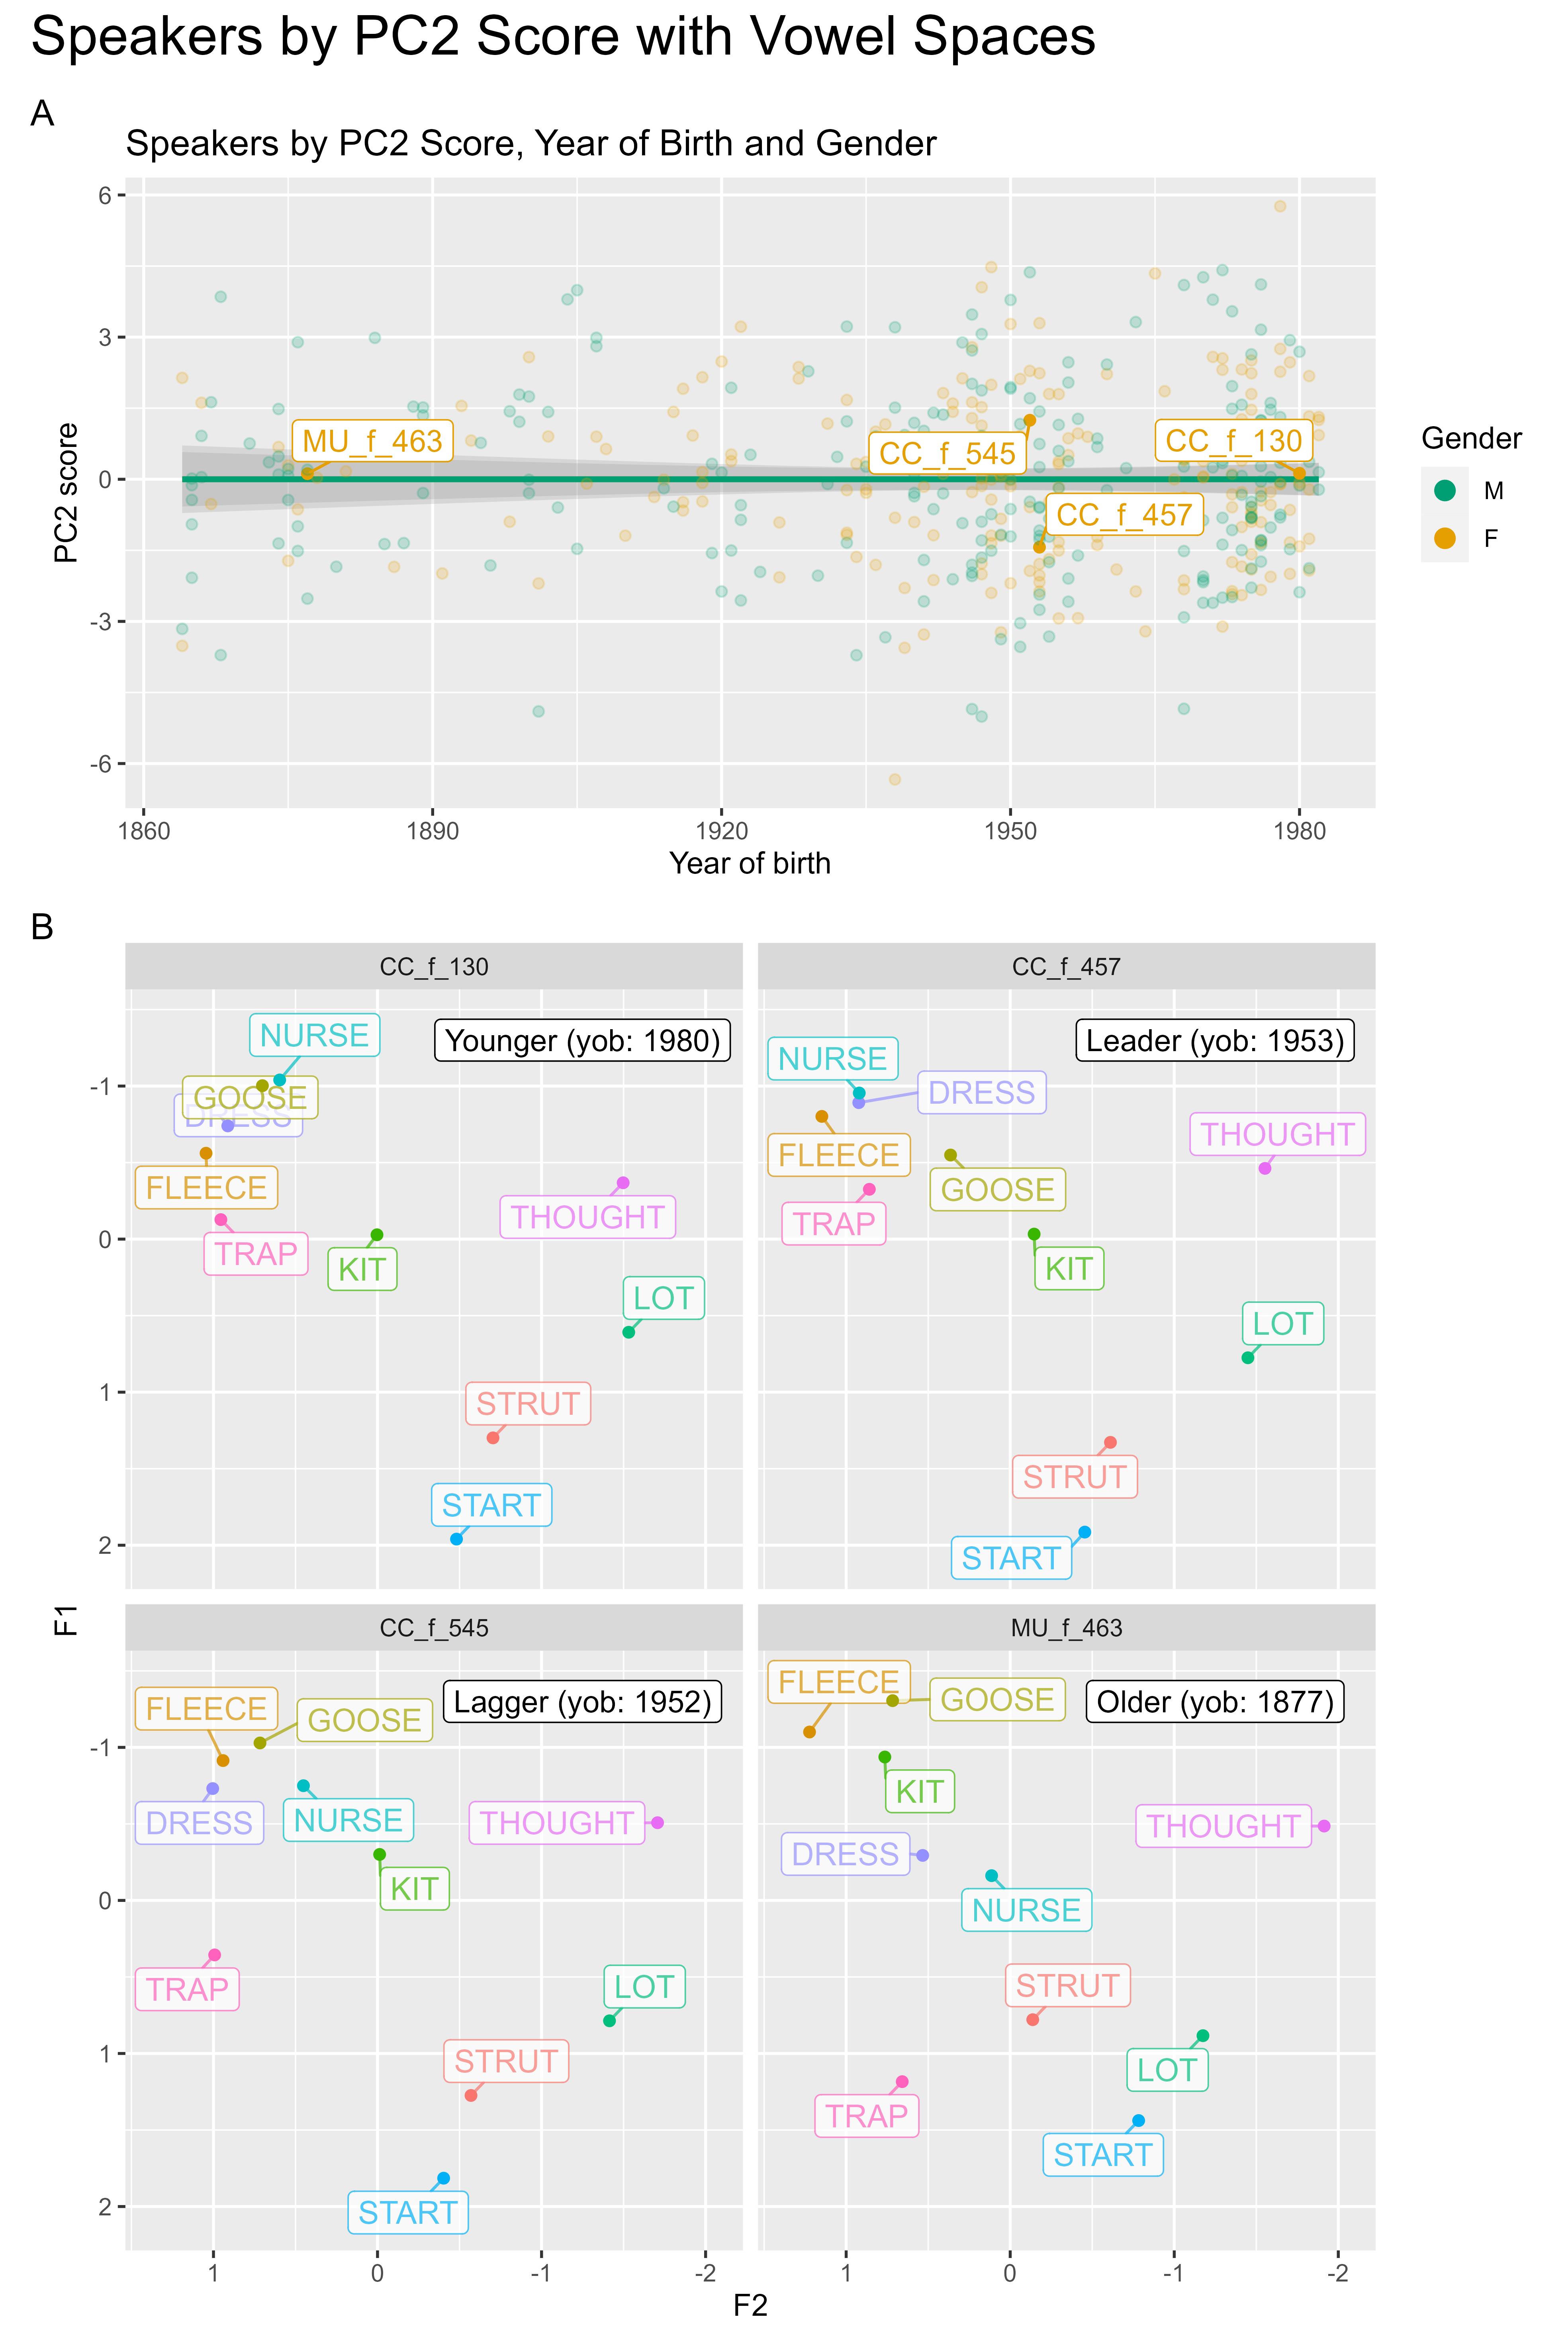 Speakers by PC2 Score with Vowel Spaces
A
Speakers by PC2 Score, Year of Birth and Gender
6
3
0
-3
-6
PC2 score
MU_f_463
CC_f_545
CC_f_130
CC_f_457
1860
1890
1920
1950
1980
Year of birth
Gender
M
F
B
CC_f_130
NURSE
Younger (yob: 1980)
GOOSE
DRESS
FLEECE
THOUGHT
TRAP
KIT
LOT
STRUT
START
CC_f_457
Leader (yob: 1953)
NURSE
DRESS
THOUGHT
FLEECE
GOOSE
TRAP
KIT
LOT
STRUT
START
-1
0
1
2
F1
CC_f_545
Lagger (yob: 1952)
FLEECE
GOOSE
DRESS
NURSE
THOUGHT
KIT
TRAP
LOT
STRUT
START
MU_f_463
FLEECE
GOOSE
Older (yob: 1877)
KIT
THOUGHT
DRESS
NURSE
STRUT
LOT
TRAP
START
-1
0
1
2
1
0
-1
-2
1
0
-1
-2
F2